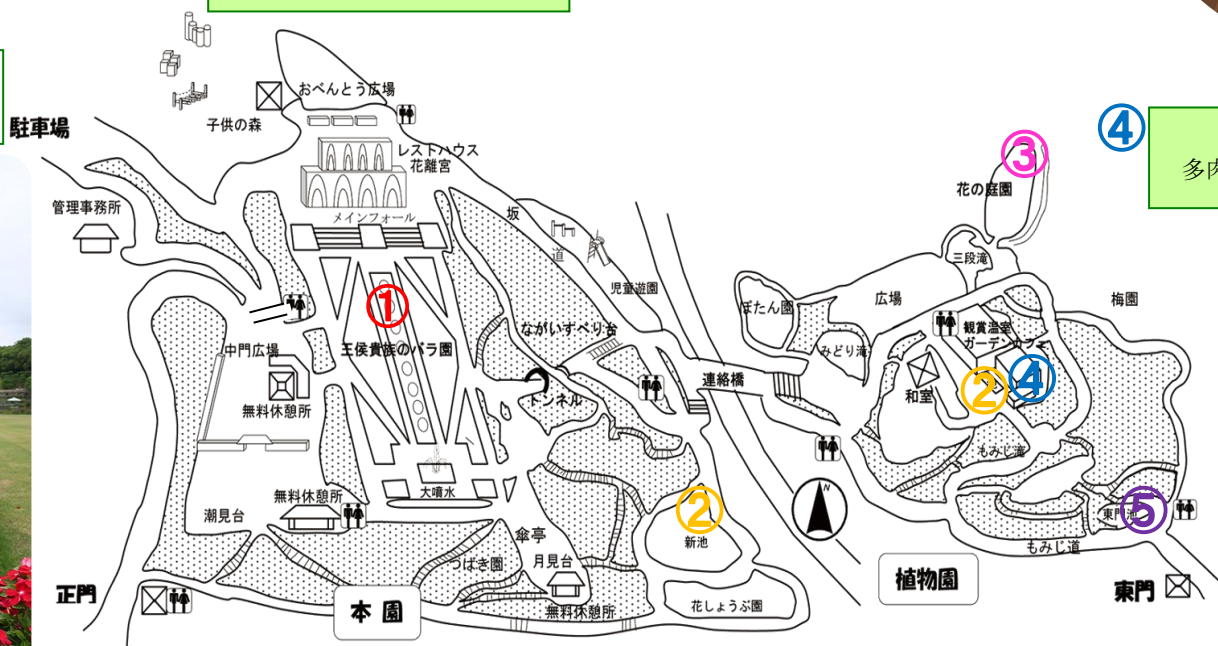 おべんとう広場
子供の森
駐車場
レストハウス
花離宮
管理事務所
メインフォール
坂
道
児童遊園
①
王侯貴族のバラ園
ながいすべり台
中門広場
無料休憩所
トンネル
連絡橋
大噴水
無料休憩所
潮見台
傘亭
つばき園
月見台
無料休憩所
②
新池
花しょうぶ園
正門
本園
N
④
多肉
③
花の庭園
三段滝
広場
梅園
ぼたん園
みどり滝
観賞温室
ガーデンカフェ
和室
②
④
もみじ滝
⑤
東門池
もみじ道
植物園
東門